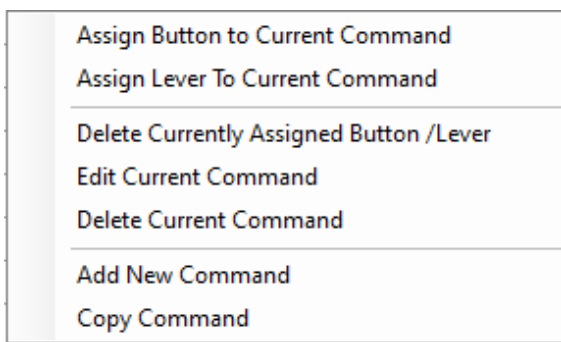 Assign Button to Current Command
Assign Lever To Current Command
Delete Currently Assigned Button /Lever
Edit Current Command
Delete Current Command
Add New Command
Copy Command